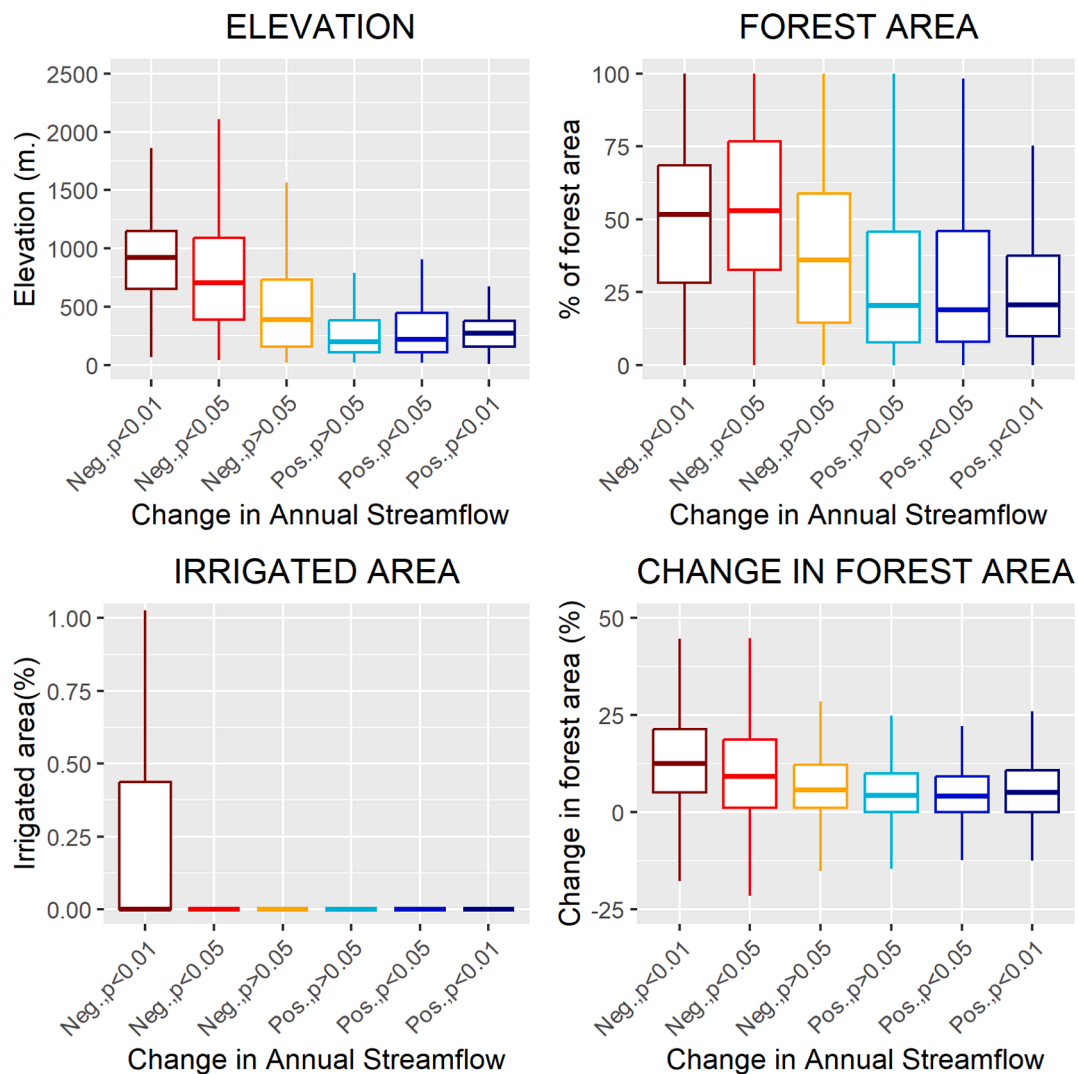 ELEVATION
Elevation (m.)
2500
2000
1500
1000
500
0
Neg.,p<0.01
Neg.,p<0.05
Neg.,p>0.05
Pos.,p>0.05
Pos.,p<0.05
Pos.,p<0.01
Change in Annual Streamflow
FOREST AREA
% of forest area
100
75
50
25
0
Neg.,p<0.01
Neg.,p<0.05
Neg.,p>0.05
Pos.,p>0.05
Pos.,p<0.05
Pos.,p<0.01
Change in Annual Streamflow
IRRIGATED AREA
Irrigated area(%)
1.00
0.75
0.50
0.25
0.00
Neg.,p<0.01
Neg.,p<0.05
Neg.,p>0.05
Pos.,p>0.05
Pos.,p<0.05
Pos.,p<0.01
Change in Annual Streamflow
CHANGE IN FOREST AREA
Change in forest area (%)
50
25
0
-25
Neg.,p<0.01
Neg.,p<0.05
Neg.,p>0.05
Pos.,p>0.05
Pos.,p<0.05
Pos.,p<0.01
Change in Annual Streamflow